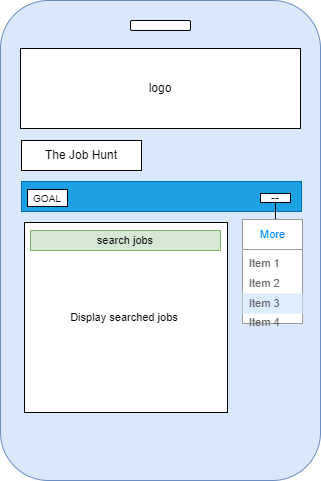 logo
The Job Hunt
GOAL
--
search jobs
Display searched jobs
More
Item 1
Item 2
Item 3
Item 4